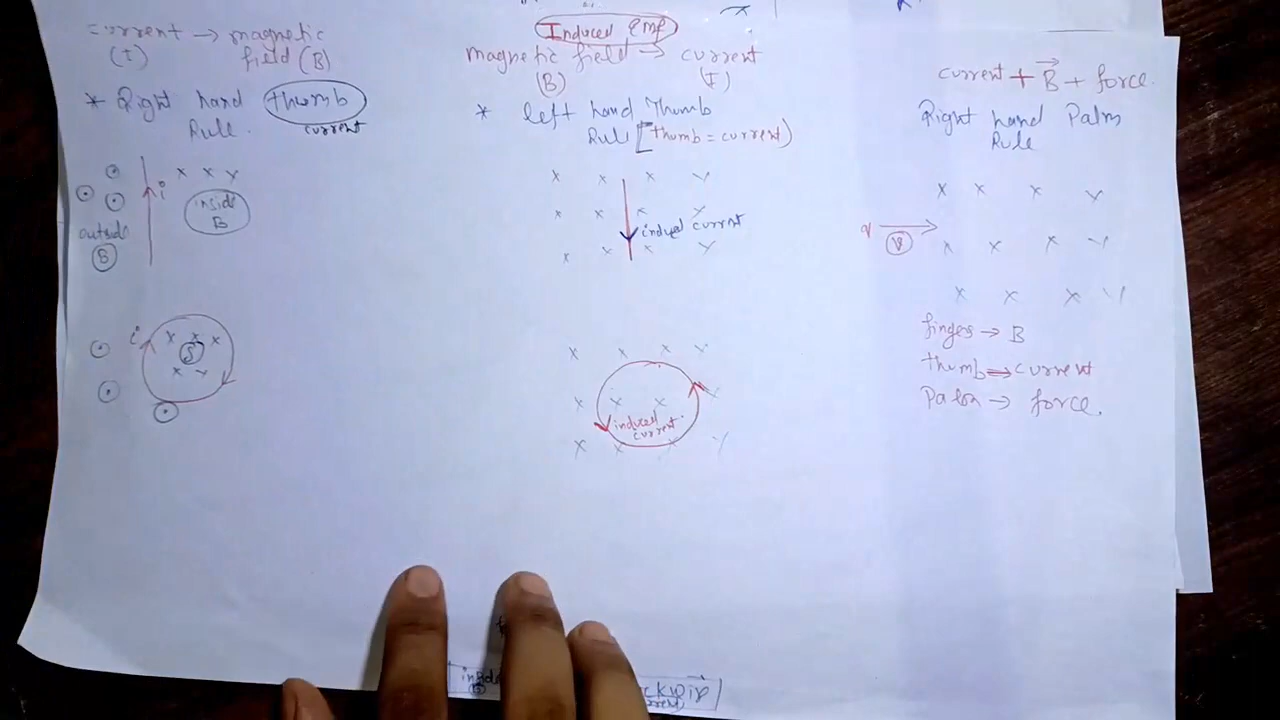 current → magnetic
(I) field (B)
* Right hand thumb
Rule. current
i
inside
B
outside
B
i
S
Induced Emf
magnetic field → current
(B) (I)
* left hand Thumb
Rule [thumb = current)
induced current
induced
current
current + B + force.
Right hand Palm
Rule
q → V
fingers → B
thumb → current
Palm → force.
inside